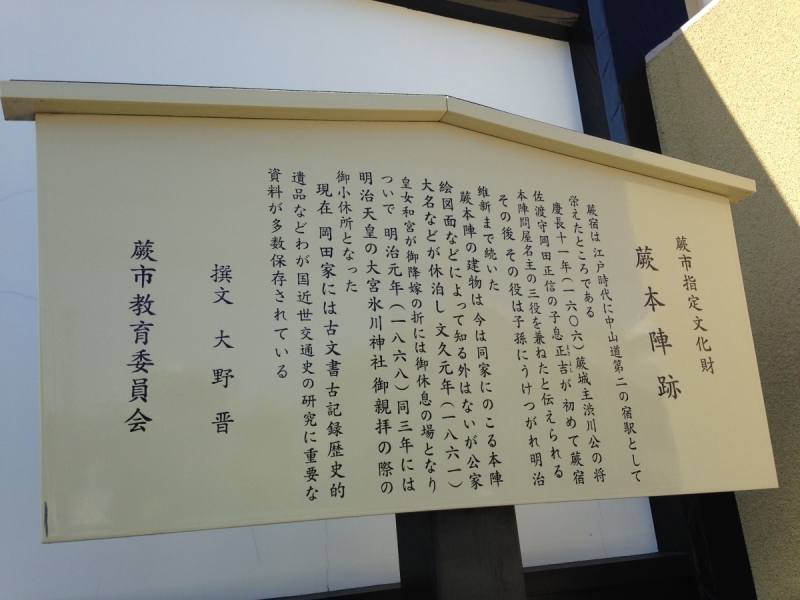 蕨市指定文化財
蕨本陣跡
蕨宿は江戸時代に中山道第二の宿駅として
栄えたところである
慶長十一年(一六〇六)蕨城主渋川公の将
佐渡守岡田正信の子息正吉が初めて蕨宿
本陣問屋名主の三役を兼ねたと伝えられる
その後その役は子孫にうけつがれ明治
維新まで続いた
蕨本陣の建物は今は同家にのこる本陣
絵図面などによって知る外はないが公家
大名などが休泊し文久元年(一八六一)
皇女和宮が御降嫁の折には御休息の場となり
ついで明治元年(一八六八)同三年には
明治天皇の大宮氷川神社御親拝の際の
御小休所となった
現在岡田家には古文書古記録歴史的
遺品などわが国近世交通史の研究に重要な
資料が多数保存されている
撰文 大野晋
蕨市教育委員会